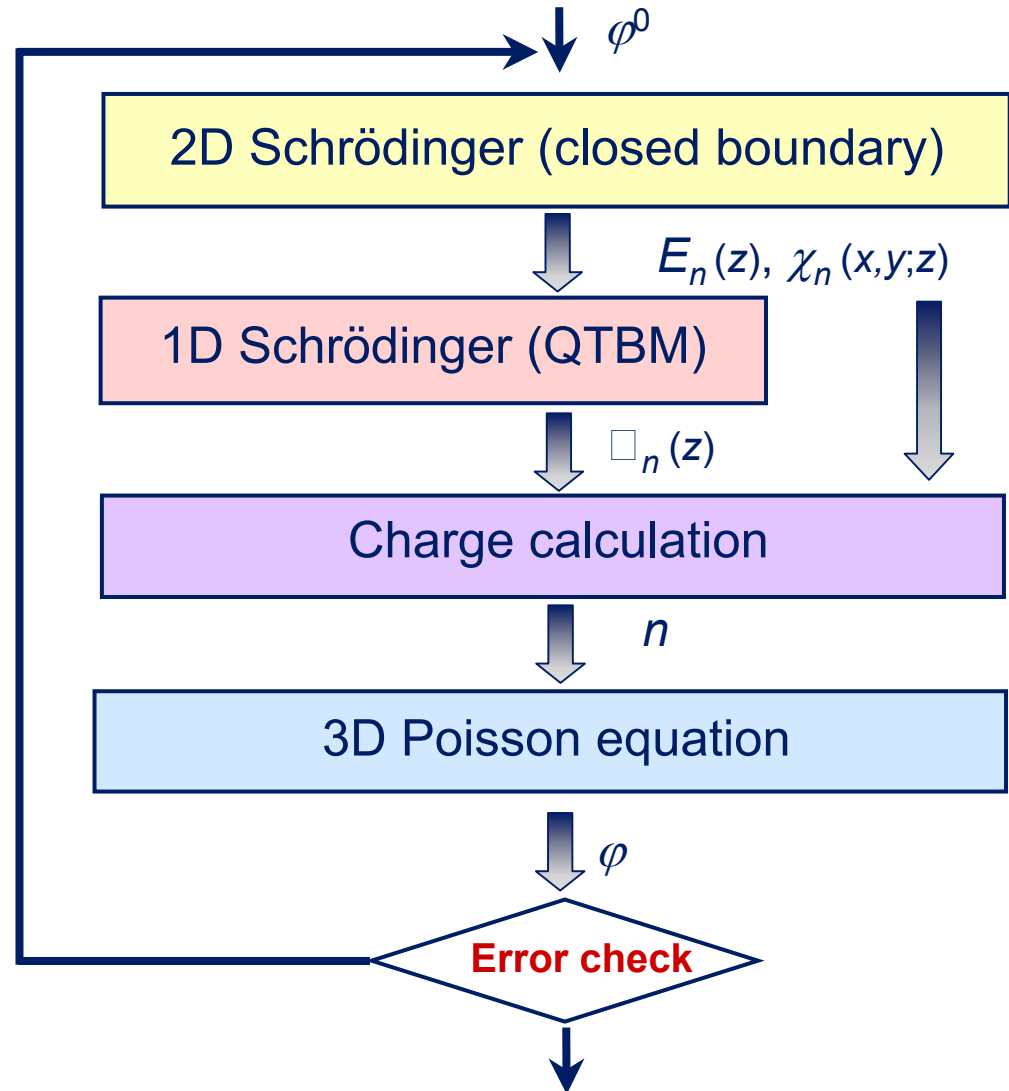 φ⁰
2D Schrödinger (closed boundary)
Eₙ(z), χₙ(x,y;z)
1D Schrödinger (QTBM)
□ₙ(z)
Charge calculation
n
3D Poisson equation
φ
Error check